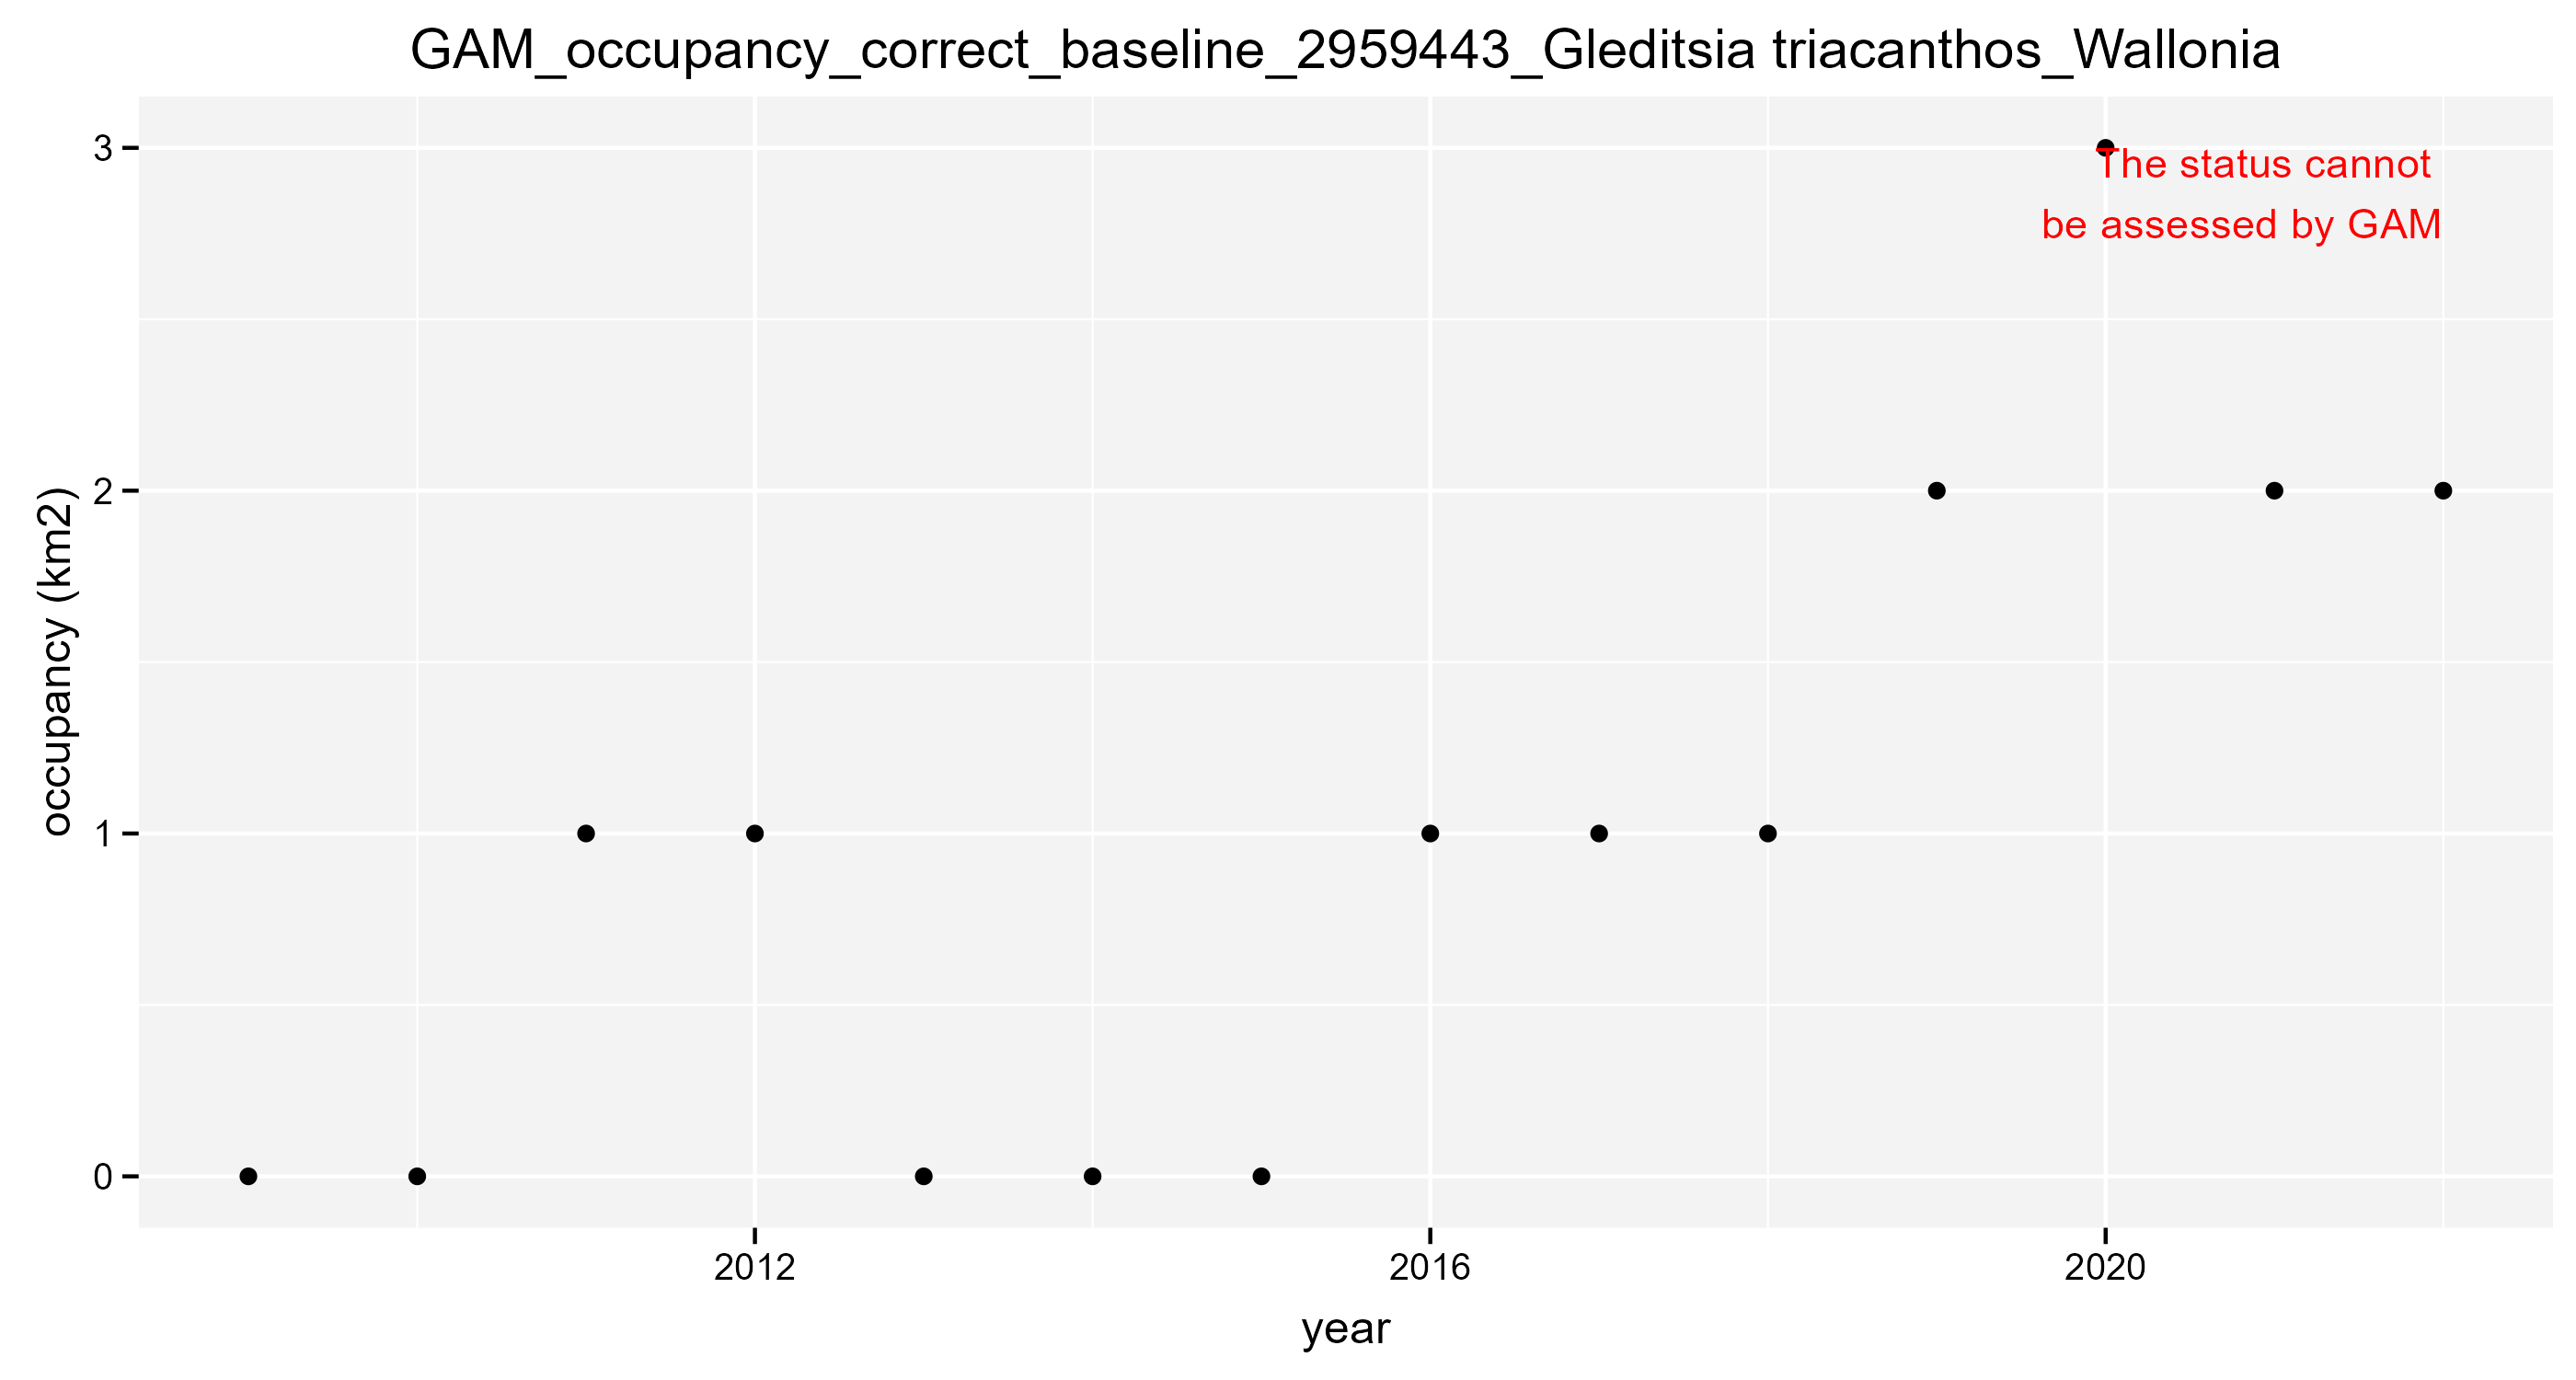 GAM_occupancy_correct_baseline_2959443_Gleditsia triacanthos_Wallonia
3
The status cannot
be assessed by GAM
2
occupancy (km2)
1
0
2012 2016 2020
year